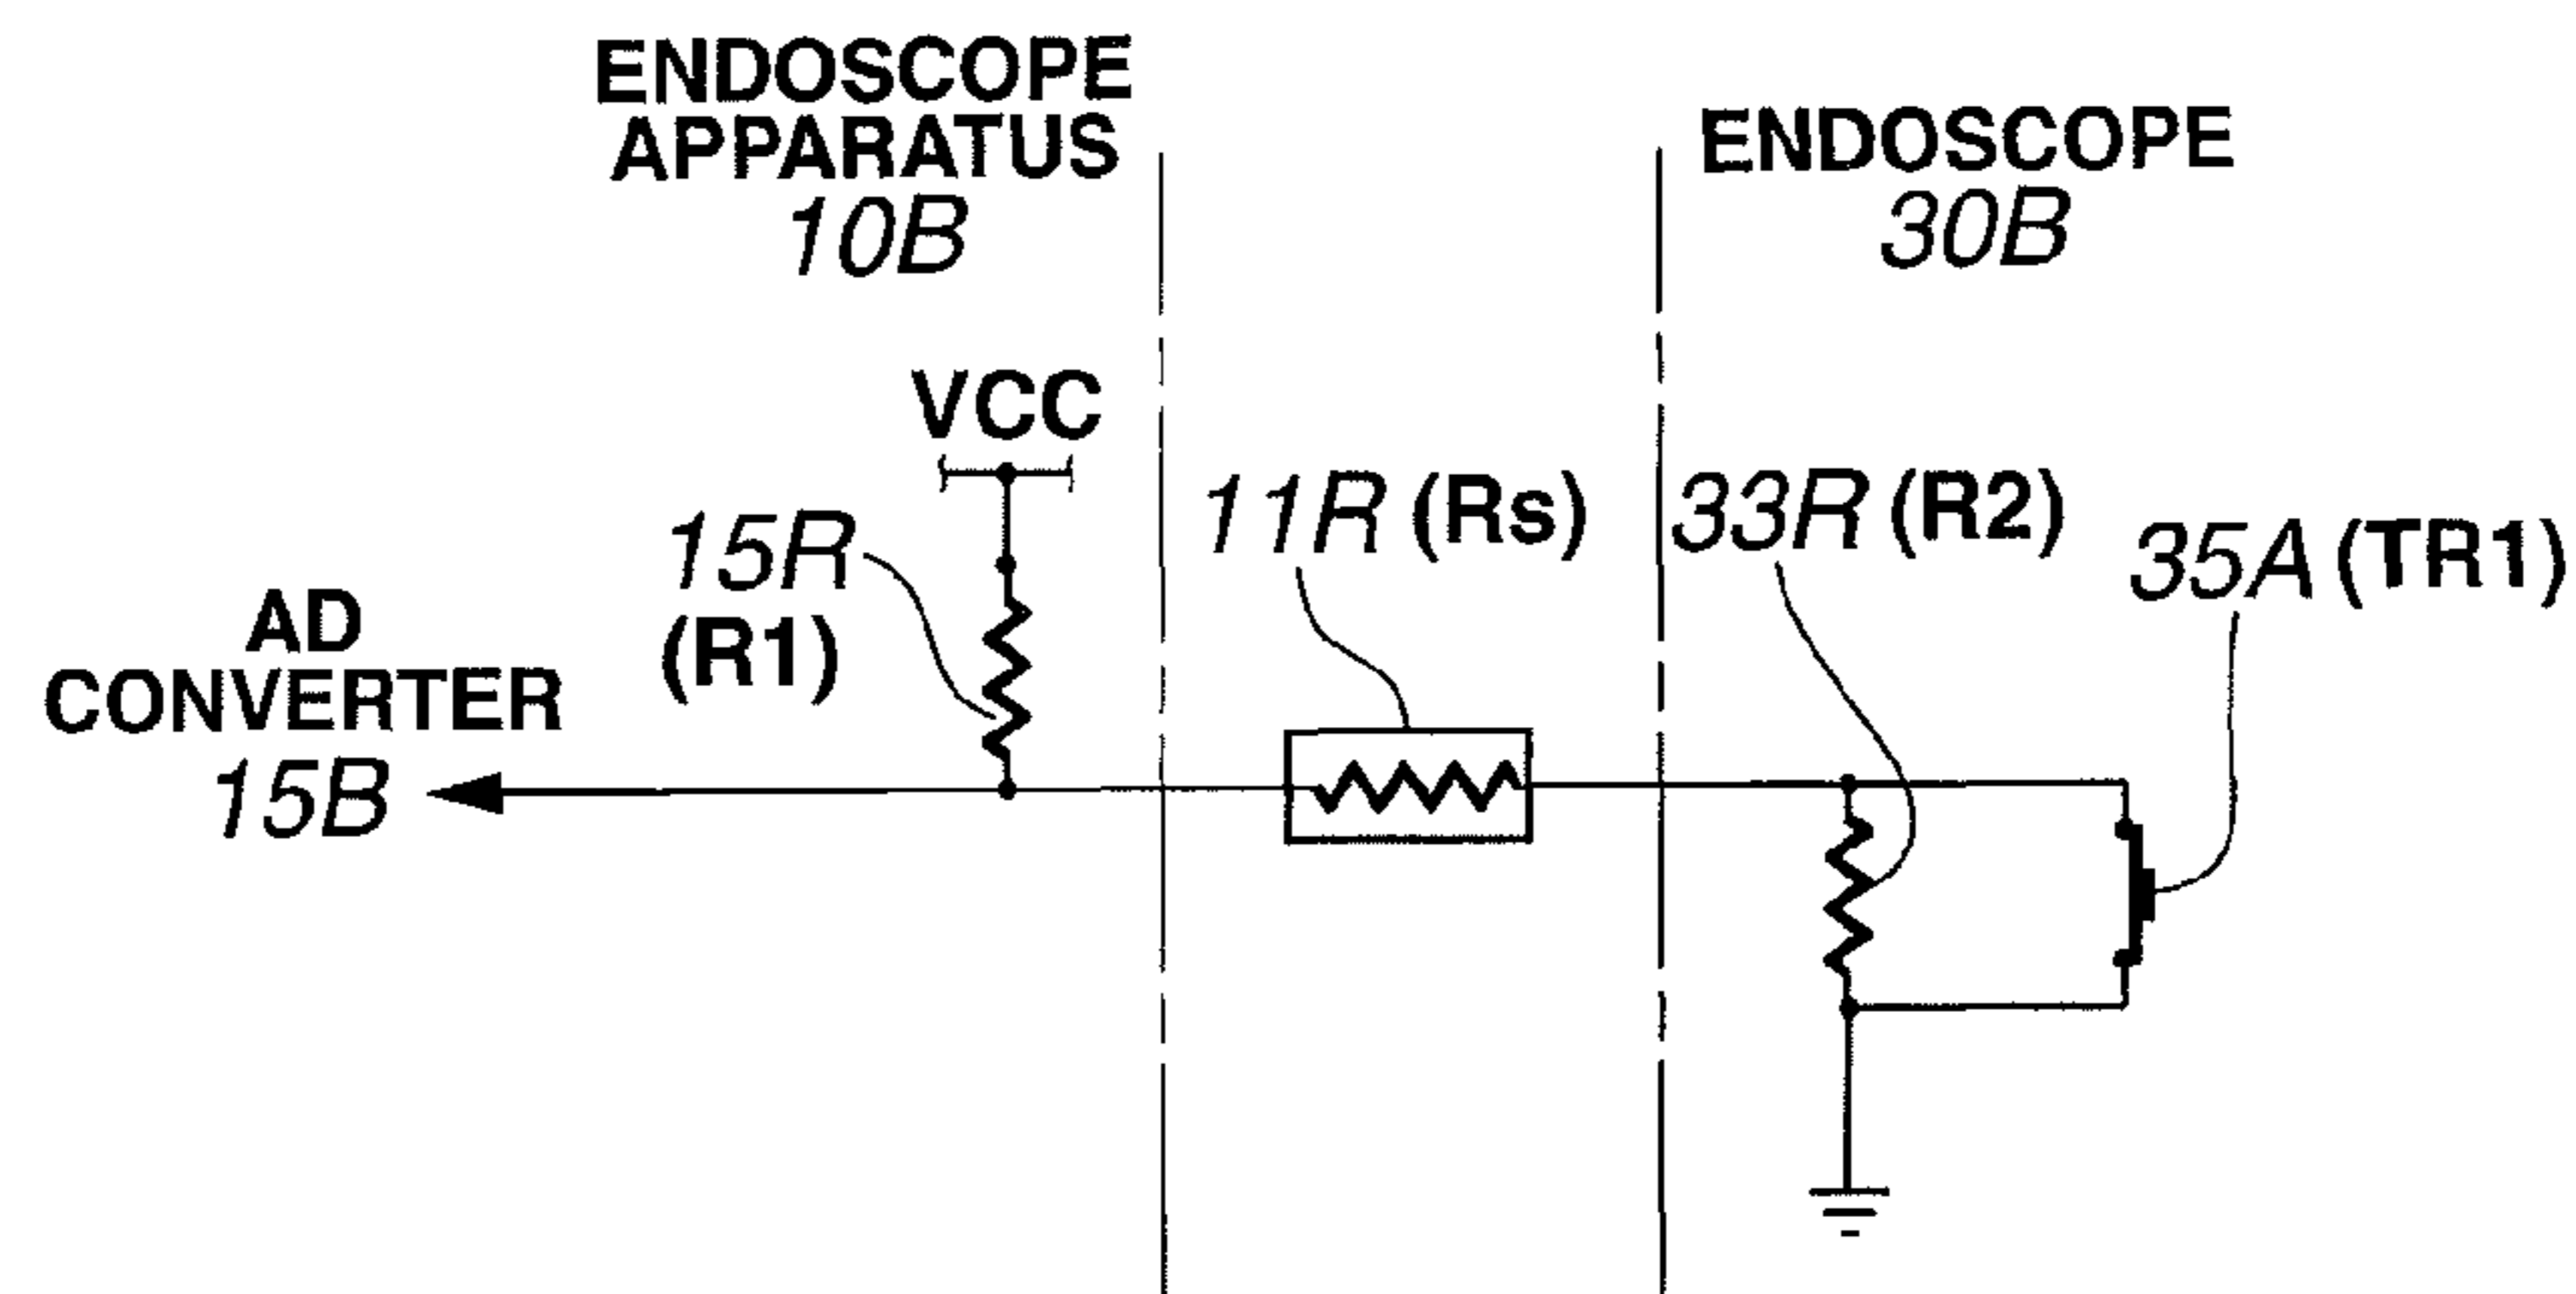 ENDOSCOPE
APPARATUS
10B
ENDOSCOPE
30B
VCC
15R
(R1)
11R (Rs)
33R (R2)
35A (TR1)
AD
CONVERTER
15B